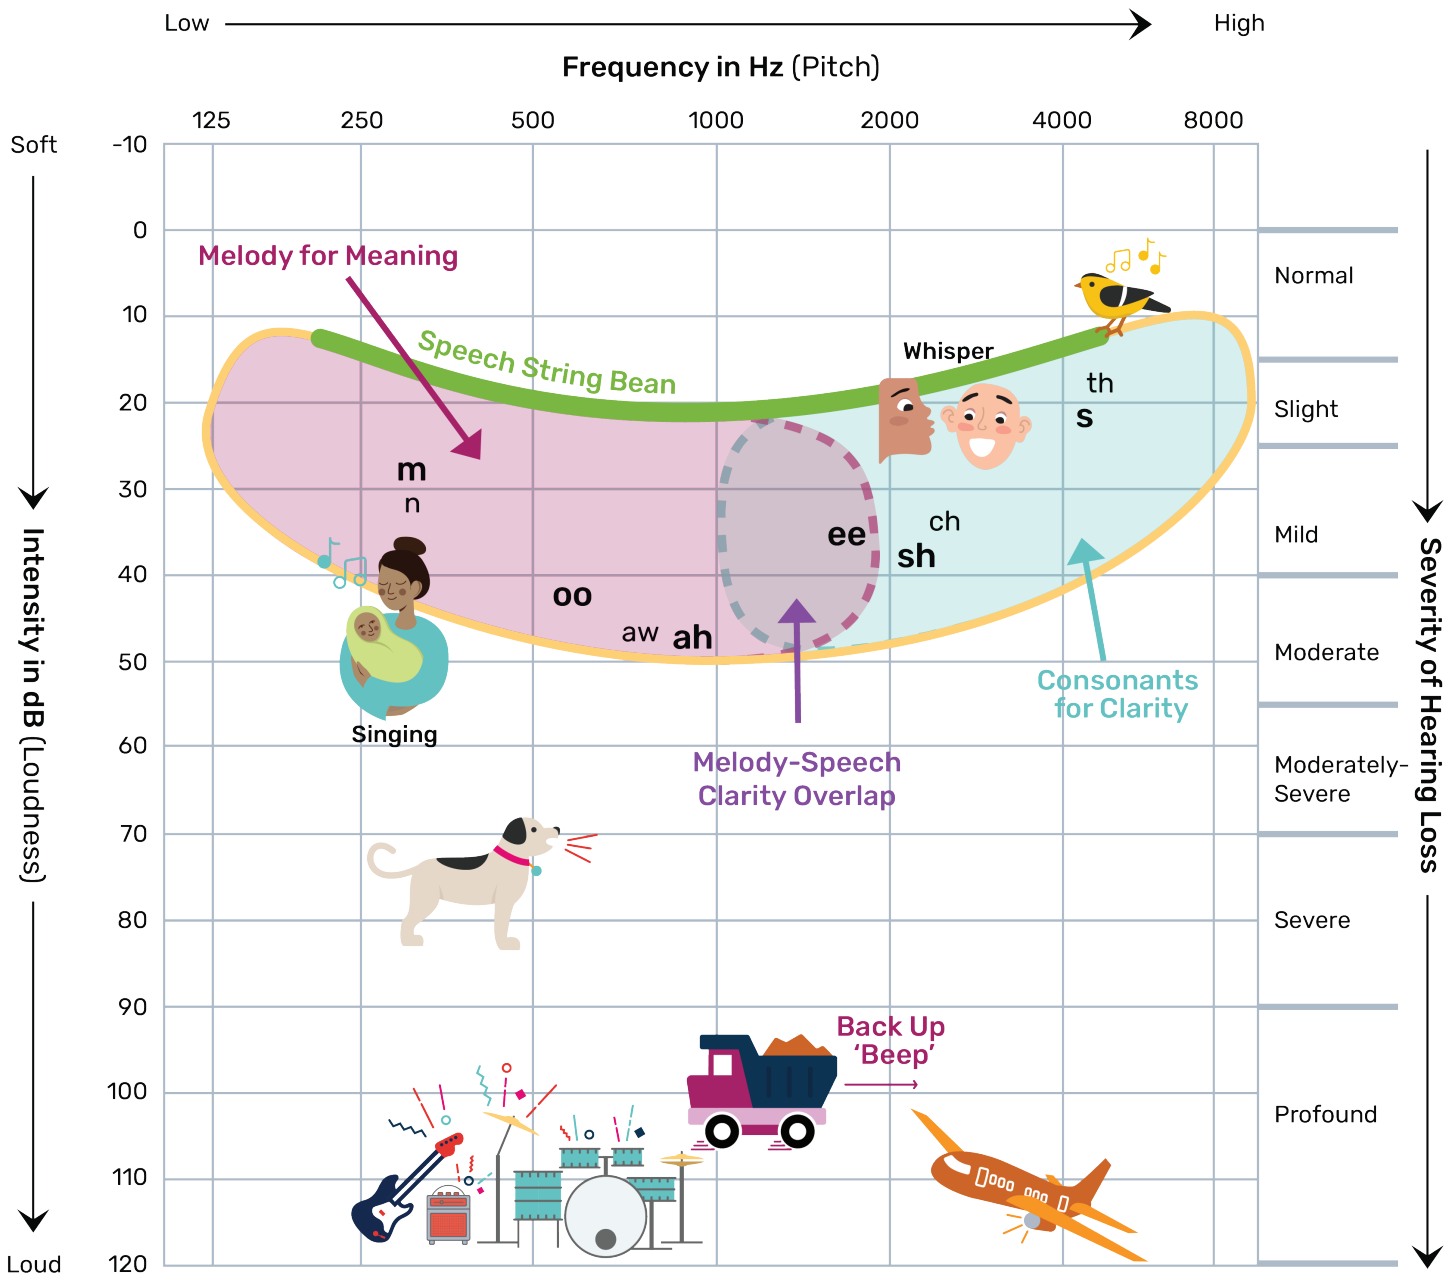 Low
High
Frequency in Hz (Pitch)
125 250 500 1000 2000 4000 8000
Soft
-10
0
10
20
30
40
50
60
70
80
90
100
110
120
Loud
Intensity in dB (Loudness)
Melody for Meaning
Speech String Bean
Whisper
th
s
m
n
ee
ch
sh
oo
aw ah
Singing
Consonants
for Clarity
Melody-Speech
Clarity Overlap
Back Up
‘Beep’
Normal
Slight
Mild
Moderate
Moderately-
Severe
Severe
Profound
Severity of Hearing Loss